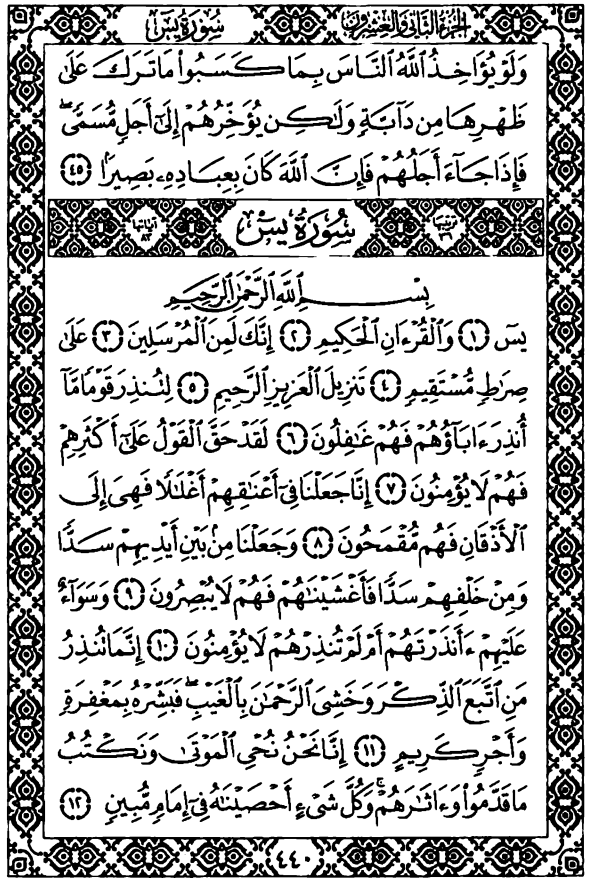 الجزء الثاني والعشرون سورة يس
وَلَوْ يُؤَاخِذُ ٱللَّهُ ٱلنَّاسَ بِمَا كَسَبُوا۟ مَا تَرَكَ عَلَىٰ
ظَهْرِهَا مِن دَآبَّةٍ وَلَٰكِن يُؤَخِّرُهُمْ إِلَىٰٓ أَجَلٍ مُّسَمًّى ۖ
فَإِذَا جَآءَ أَجَلُهُمْ فَإِنَّ ٱللَّهَ كَانَ بِعِبَادِهِۦ بَصِيرًۢا ﴿٤٥﴾
ترتيبها ٣٦ سُورَةُ يسٓ آياتها ٨٣
بِسْمِ ٱللَّهِ ٱلرَّحْمَٰنِ ٱلرَّحِيمِ
يسٓ ﴿١﴾ وَٱلْقُرْءَانِ ٱلْحَكِيمِ ﴿٢﴾ إِنَّكَ لَمِنَ ٱلْمُرْسَلِينَ ﴿٣﴾ عَلَىٰ
صِرَٰطٍ مُّسْتَقِيمٍ ﴿٤﴾ تَنزِيلَ ٱلْعَزِيزِ ٱلرَّحِيمِ ﴿٥﴾ لِتُنذِرَ قَوْمًا مَّآ
أُنذِرَ ءَابَآؤُهُمْ فَهُمْ غَٰفِلُونَ ﴿٦﴾ لَقَدْ حَقَّ ٱلْقَوْلُ عَلَىٰٓ أَكْثَرِهِمْ
فَهُمْ لَا يُؤْمِنُونَ ﴿٧﴾ إِنَّا جَعَلْنَا فِىٓ أَعْنَٰقِهِمْ أَغْلَٰلًا فَهِىَ إِلَى
ٱلْأَذْقَانِ فَهُم مُّقْمَحُونَ ﴿٨﴾ وَجَعَلْنَا مِنۢ بَيْنِ أَيْدِيهِمْ سَدًّا
وَمِنْ خَلْفِهِمْ سَدًّا فَأَغْشَيْنَٰهُمْ فَهُمْ لَا يُبْصِرُونَ ﴿٩﴾ وَسَوَآءٌ
عَلَيْهِمْ ءَأَنذَرْتَهُمْ أَمْ لَمْ تُنذِرْهُمْ لَا يُؤْمِنُونَ ﴿١٠﴾ إِنَّمَا تُنذِرُ
مَنِ ٱتَّبَعَ ٱلذِّكْرَ وَخَشِىَ ٱلرَّحْمَٰنَ بِٱلْغَيْبِ ۖ فَبَشِّرْهُ بِمَغْفِرَةٍ
وَأَجْرٍ كَرِيمٍ ﴿١١﴾ إِنَّا نَحْنُ نُحْىِ ٱلْمَوْتَىٰ وَنَكْتُبُ
مَا قَدَّمُوا۟ وَءَاثَٰرَهُمْ ۚ وَكُلَّ شَىْءٍ أَحْصَيْنَٰهُ فِىٓ إِمَامٍ مُّبِينٍ ﴿١٢﴾
٤٤٠